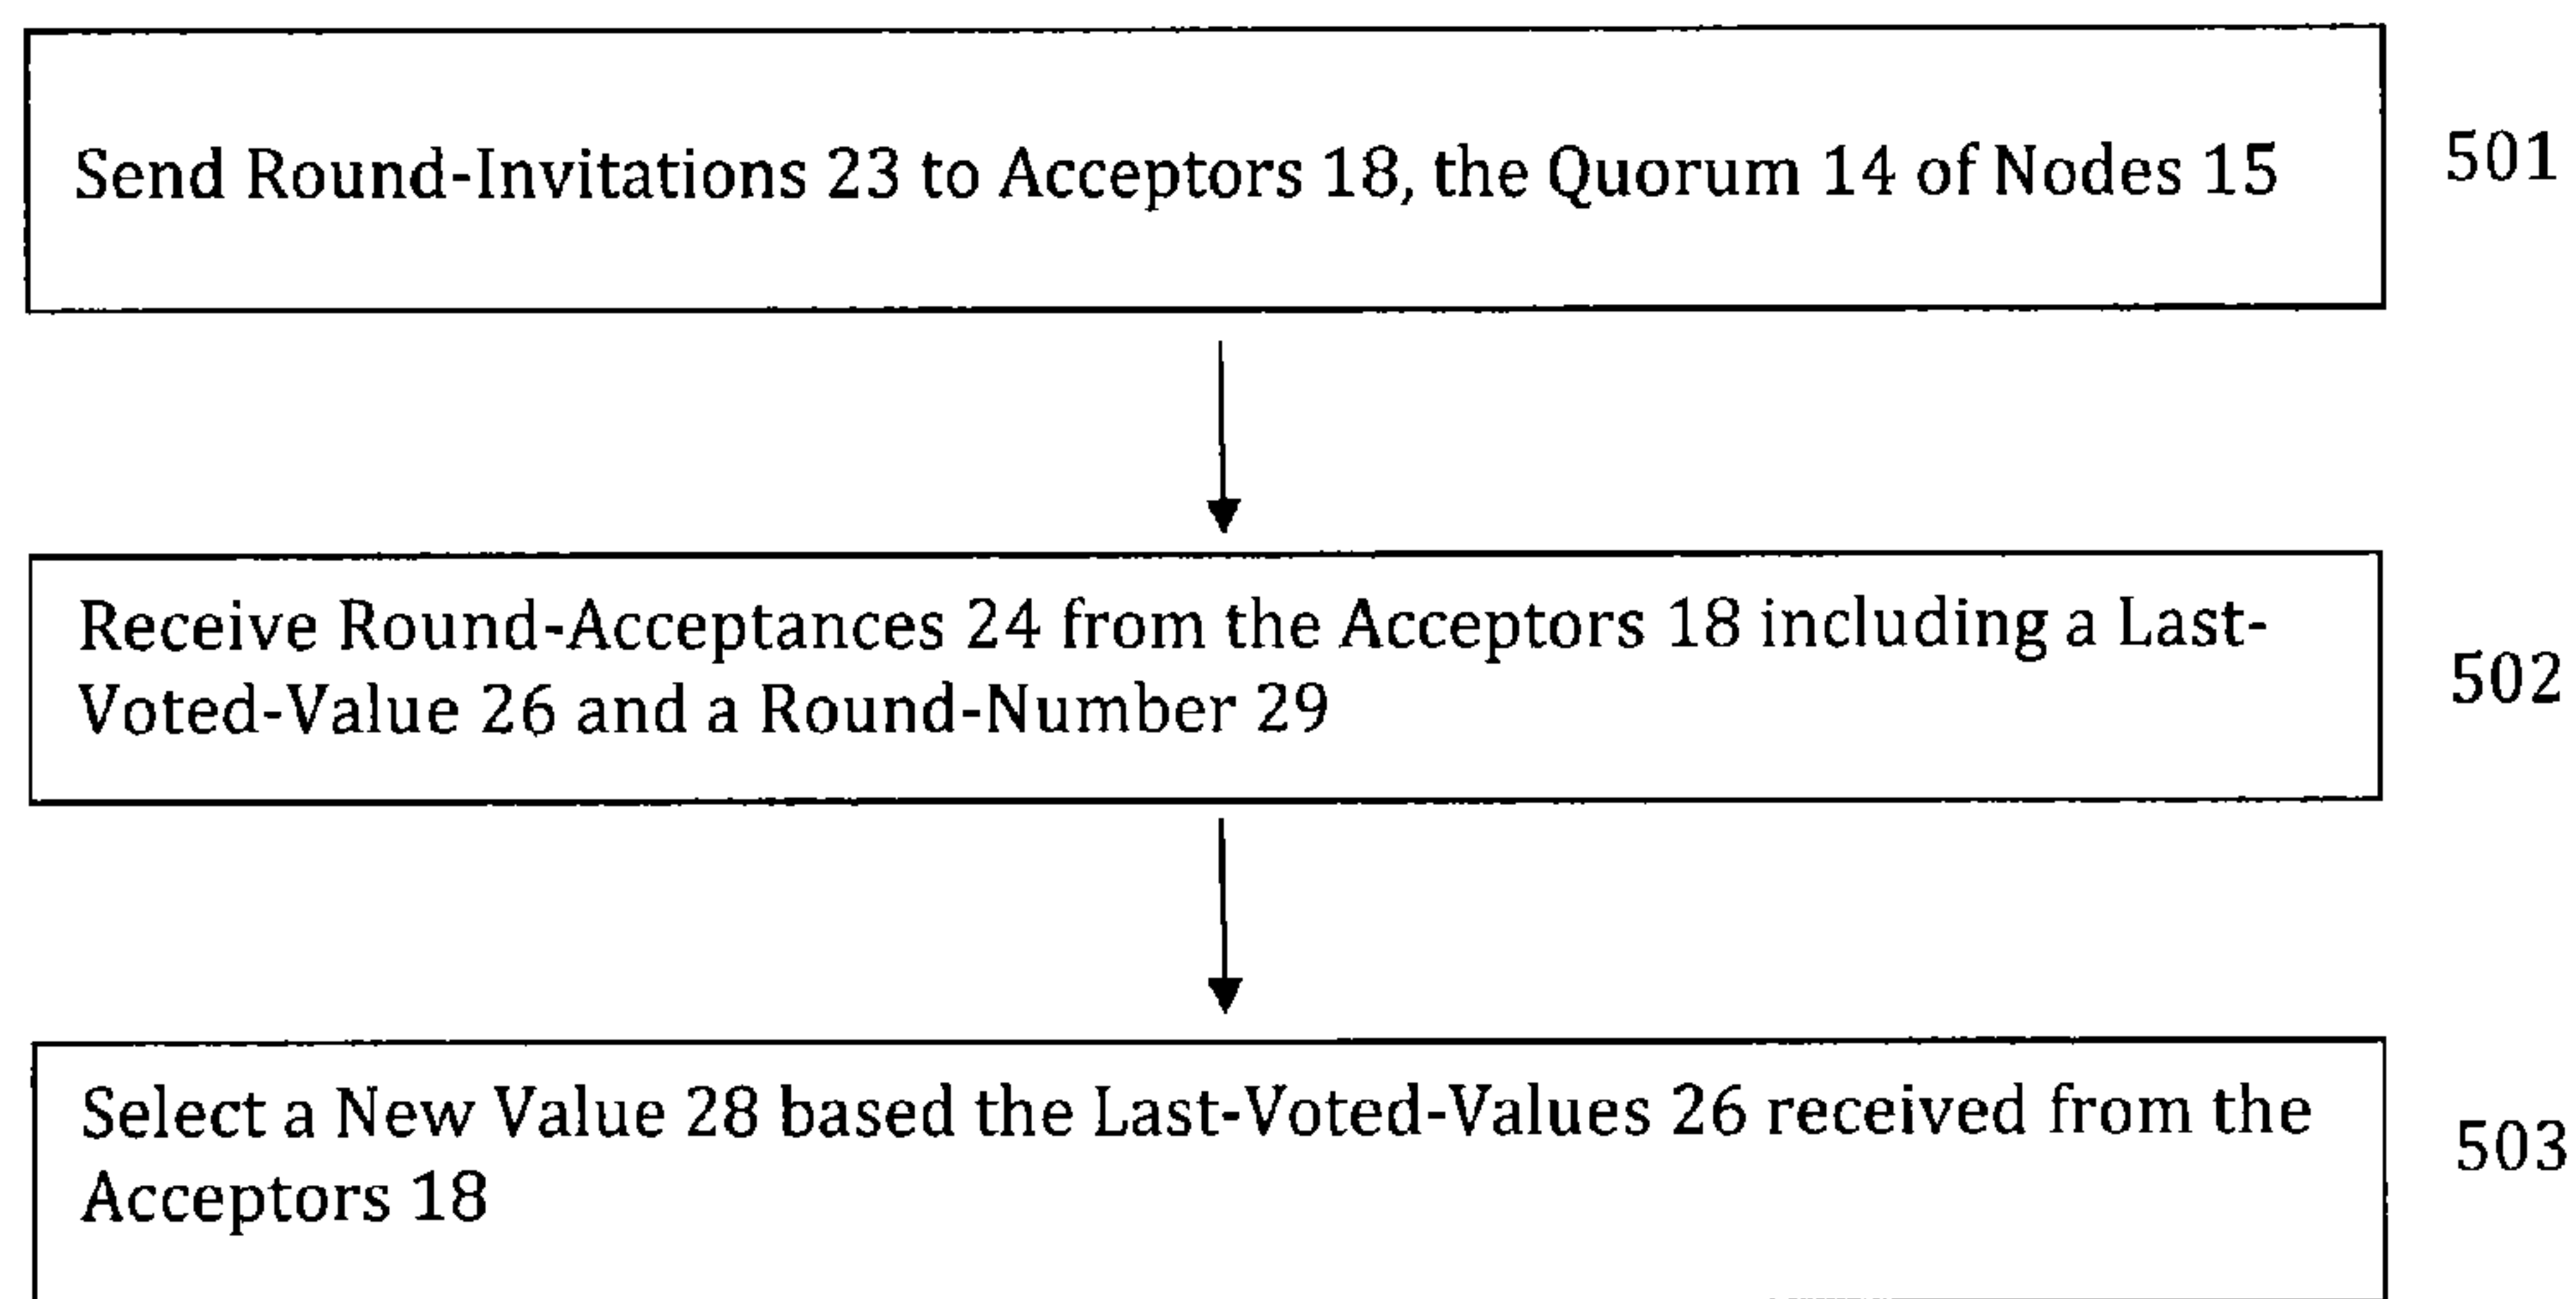 Send Round-Invitations 23 to Acceptors 18, the Quorum 14 of Nodes 15
501
Receive Round-Acceptances 24 from the Acceptors 18 including a Last-
Voted-Value 26 and a Round-Number 29
502
Select a New Value 28 based the Last-Voted-Values 26 received from the
Acceptors 18
503